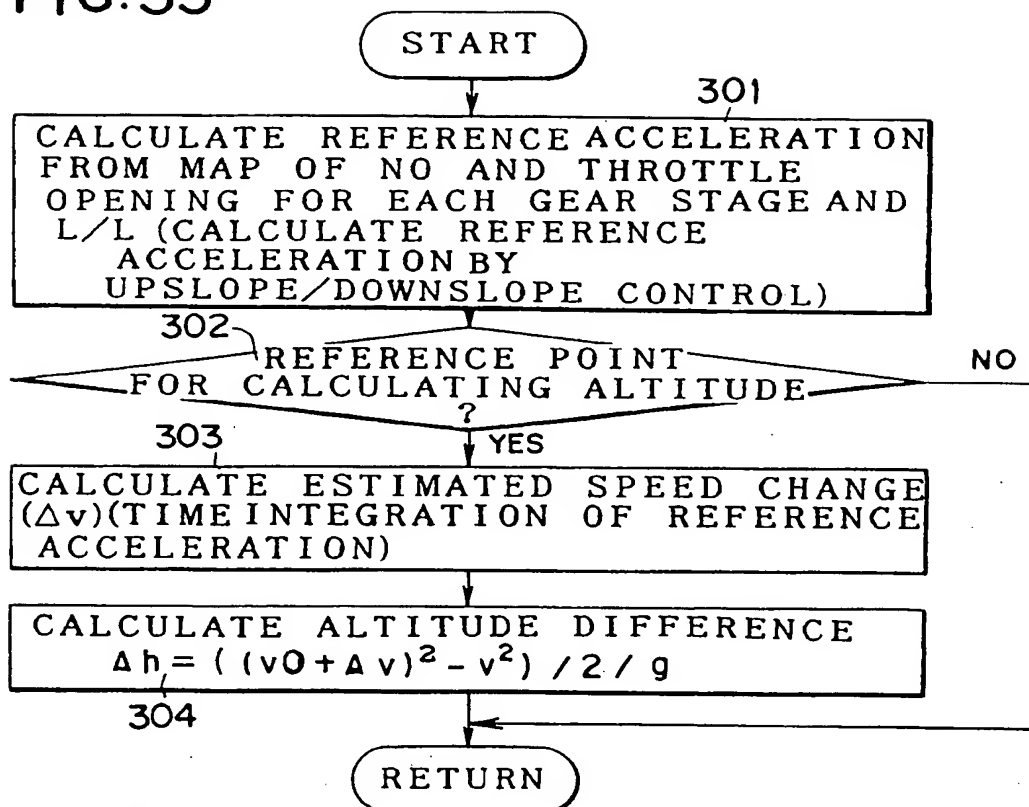 FIG. 33
START
301
CALCULATE REFERENCE ACCELERATION
FROM MAP OF NO AND THROTTLE
OPENING FOR EACH GEAR STAGE AND
L/L (CALCULATE REFERENCE
ACCELERATION BY
UPSLOPE/DOWNSLOPE CONTROL)
302
REFERENCE POINT
FOR CALCULATING ALTITUDE
?
NO
YES
303
CALCULATE ESTIMATED SPEED CHANGE
(Δv)(TIME INTEGRATION OF REFERENCE
ACCELERATION)
CALCULATE ALTITUDE DIFFERENCE
Δh = ((v0 + Δv)² - v²) / 2 / g
304
RETURN